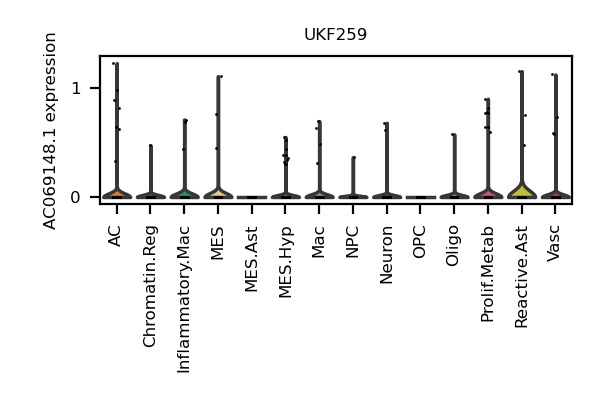 UKF259
AC069148.1 expression
1
0
AC
Chromatin.Reg
Inflammatory.Mac
MES
MES.Ast
MES.Hyp
Mac
NPC
Neuron
OPC
Oligo
Prolif.Metab
Reactive.Ast
Vasc